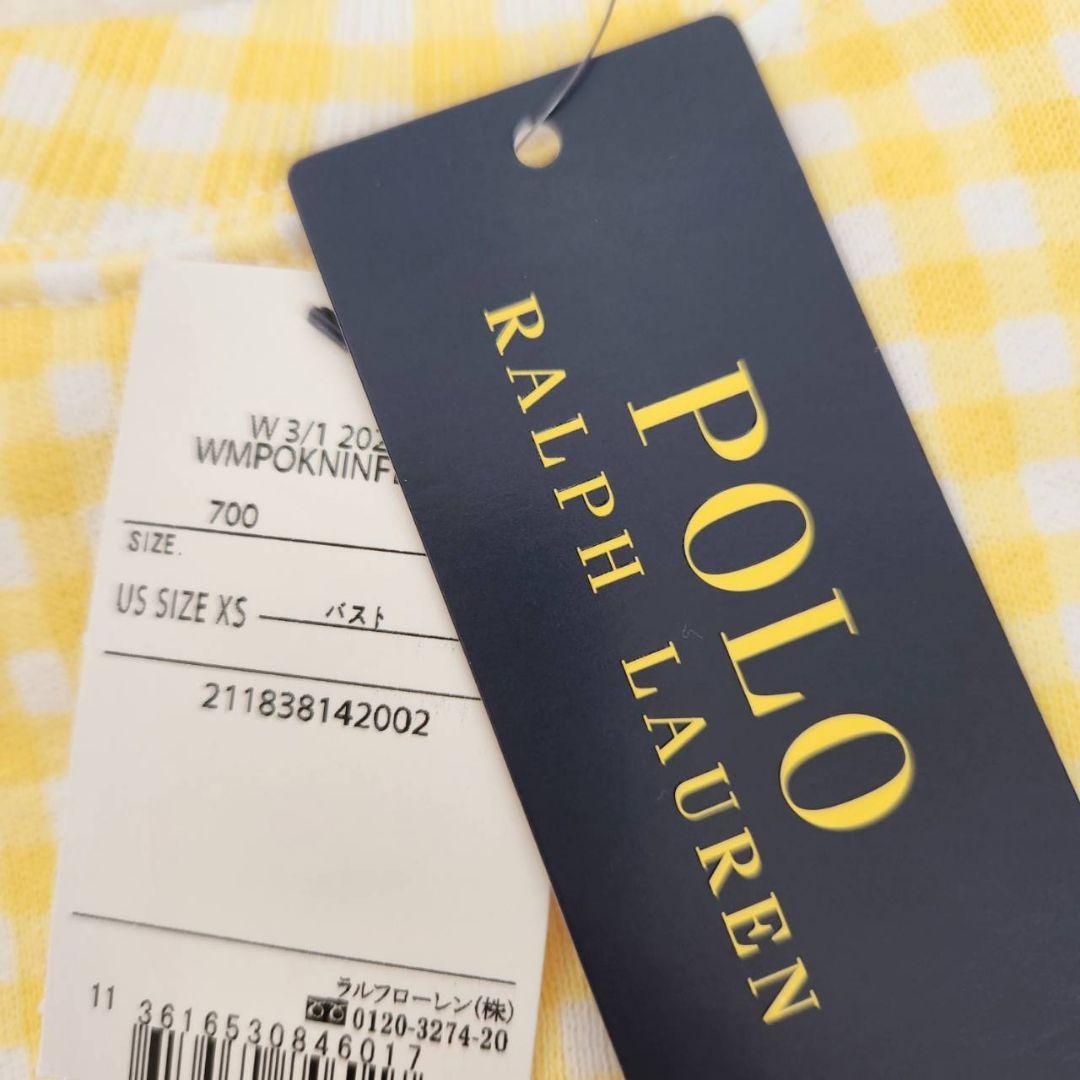 W 3/1 202
WMPOKNINF
700
SIZE.
US SIZE XS
バスト
211838142002
ラルフローレン(株)
0120-3274-20
11
3616530846017
POLO
RALPH LAUREN